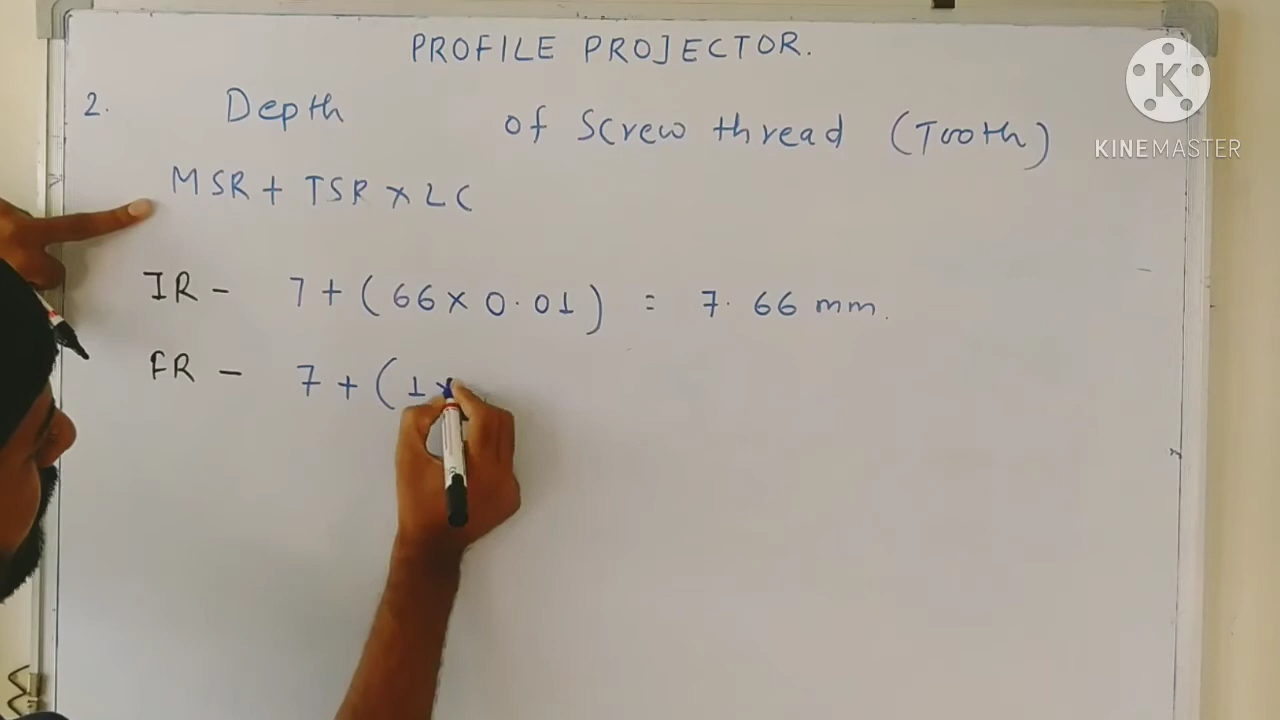 PROFILE PROJECTOR.
2. Depth of Screw thread (Tooth)
MSR + TSR × LC
IR - 7 + (66 × 0.01) = 7.66 mm.
FR - 7 + (1 ×
K
KINEMASTER